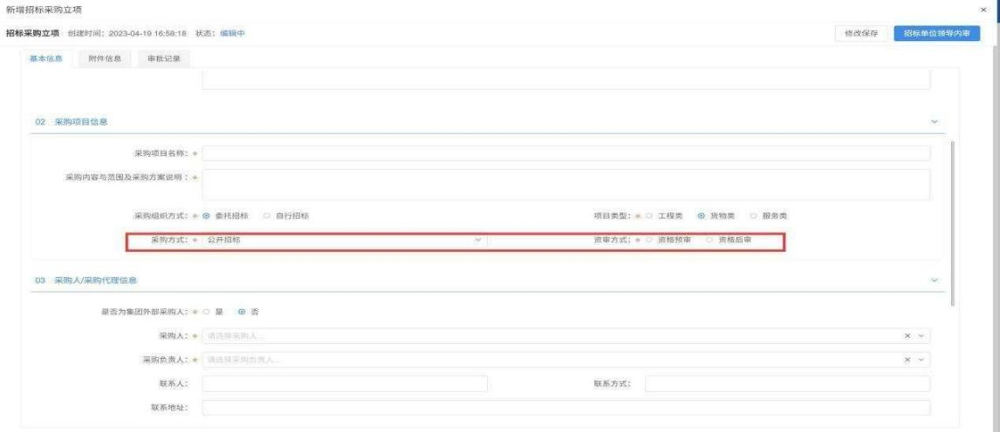 新增招标采购立项 ×
招标采购立项 创建时间：2023-04-19 16:58:18 状态：编辑中 修改保存 招标单位领导内审
基本信息 附件信息 审批记录
02 采购项目信息
采购项目名称：*
采购内容与范围及采购方案说明：*
采购组织方式：* 委托招标 自行招标 项目类型：* 工程类 货物类 服务类
采购方式：* 公开招标 资审方式：* 资格预审 资格后审
03 采购人/采购代理信息
是否为集团外部采购人：* 是 否
采购人：* 请选择采购人...
采购负责人：* 请选择采购负责人...
联系人： 联系方式：
联系地址：